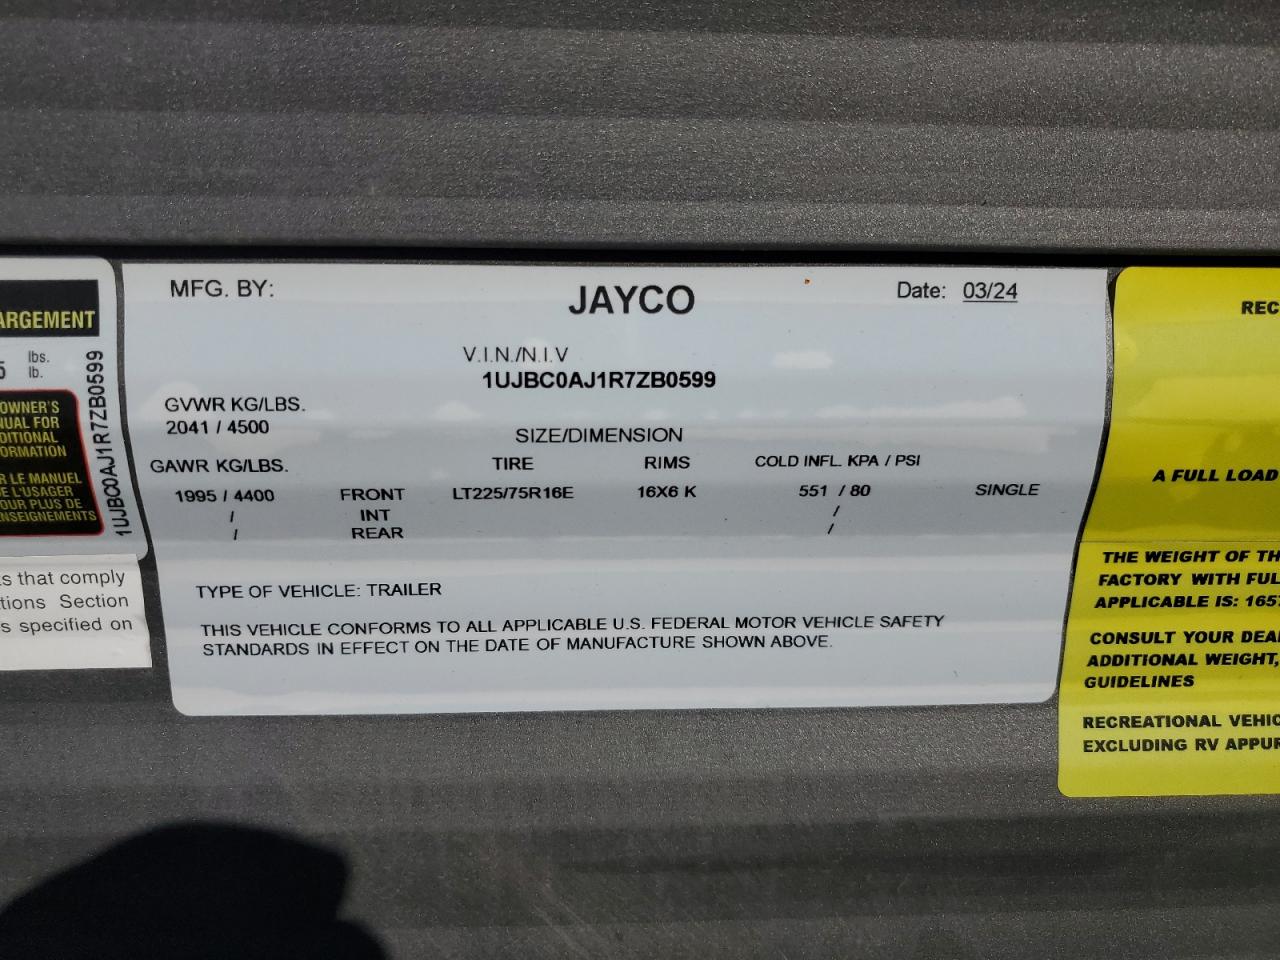 ARGEMENT
lbs.
lb.
OWNER'S
NUAL FOR
DITIONAL
FORMATION
R LE MANUEL
DE L'USAGER
OUR PLUS DE
NSEIGNEMENTS
1UJBC0AJ1R7ZB0599
ts that comply
tions Section
s specified on
MFG. BY: JAYCO Date: 03/24
V.I.N./N.I.V
1UJBC0AJ1R7ZB0599
GVWR KG/LBS.
2041 / 4500
SIZE/DIMENSION
GAWR KG/LBS. TIRE RIMS COLD INFL. KPA / PSI
1995 / 4400 FRONT LT225/75R16E 16X6 K 551 / 80 SINGLE
/ INT /
/ REAR /
TYPE OF VEHICLE: TRAILER
THIS VEHICLE CONFORMS TO ALL APPLICABLE U.S. FEDERAL MOTOR VEHICLE SAFETY
STANDARDS IN EFFECT ON THE DATE OF MANUFACTURE SHOWN ABOVE.
REC
A FULL LOAD
THE WEIGHT OF TH
FACTORY WITH FUL
APPLICABLE IS: 165
CONSULT YOUR DEA
ADDITIONAL WEIGHT,
GUIDELINES
RECREATIONAL VEHIC
EXCLUDING RV APPUR